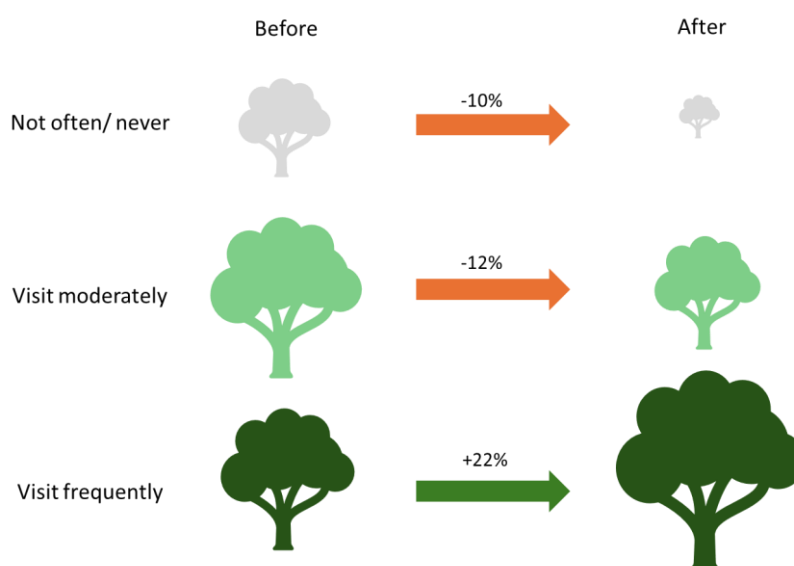 Before
After
Not often/ never
-10%
Visit moderately
-12%
Visit frequently
+22%